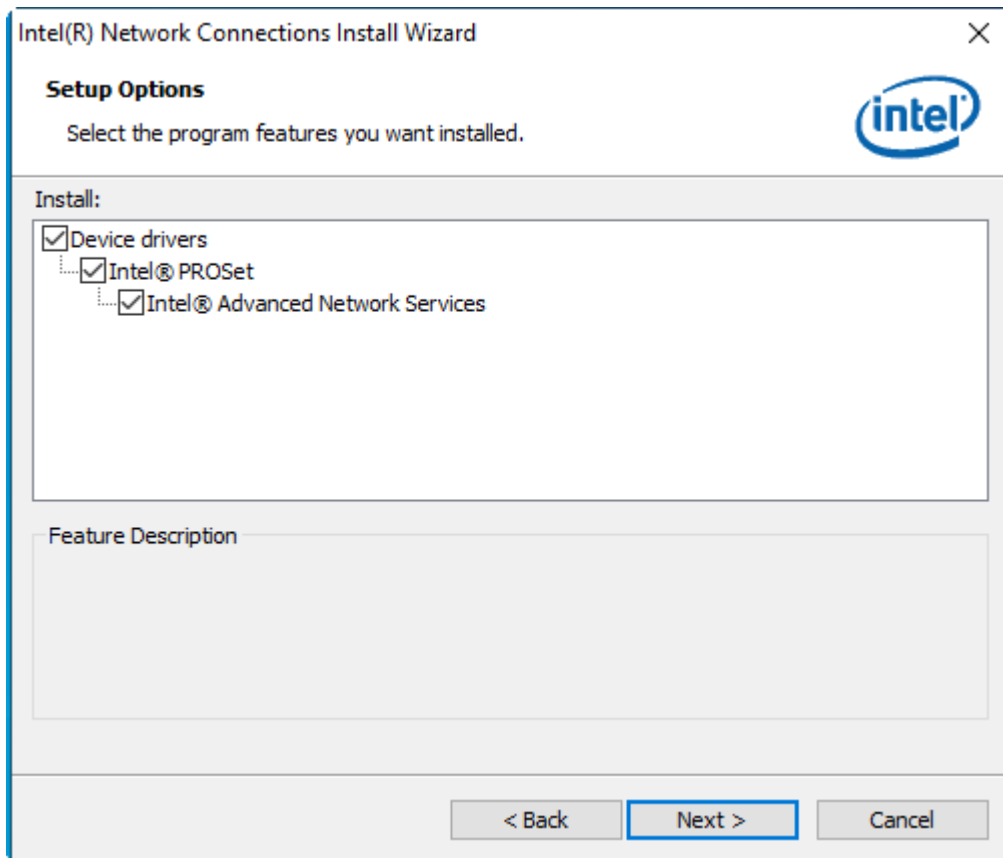 Intel(R) Network Connections Install Wizard
Setup Options
Select the program features you want installed.
intel
Install:
Device drivers
Intel® PROSet
Intel® Advanced Network Services
Feature Description
< Back
Next >
Cancel